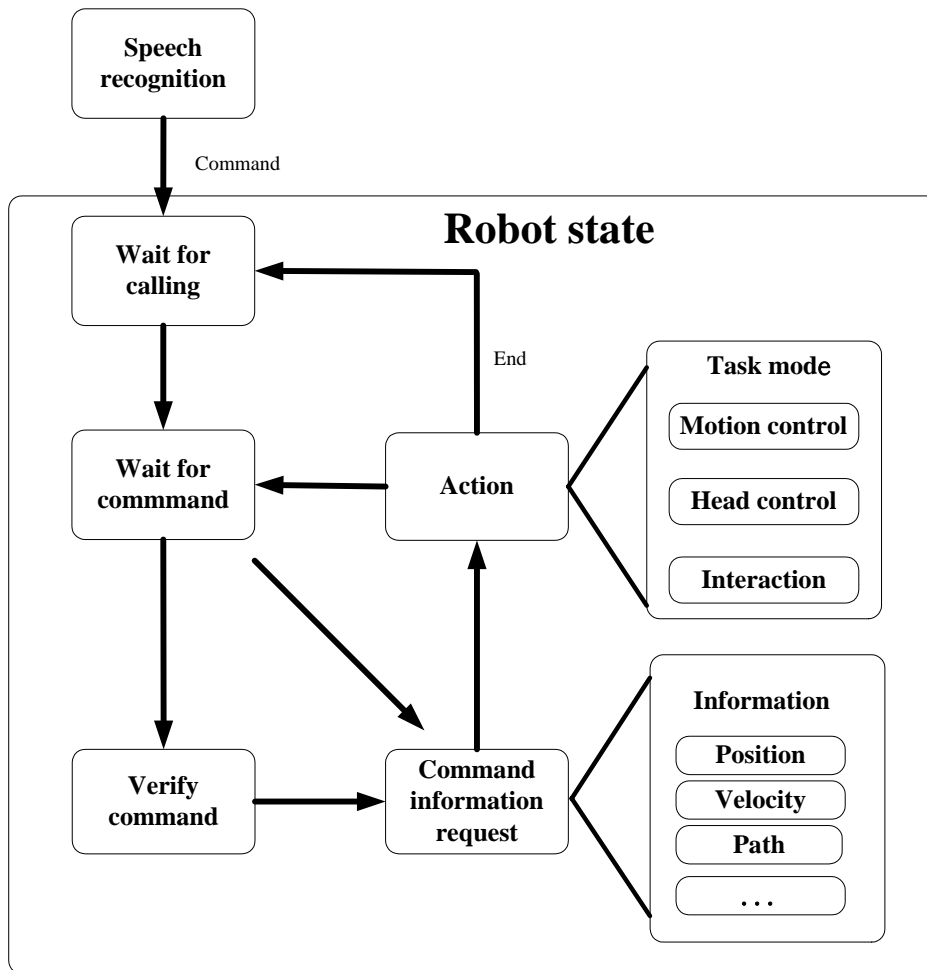 Speech
recognition
Command
Robot state
Wait for
calling
End
Task mode
Motion control
Wait for
commmand
Action
Head control
Interaction
Information
Verify
command
Command
information
request
Position
Velocity
Path
...